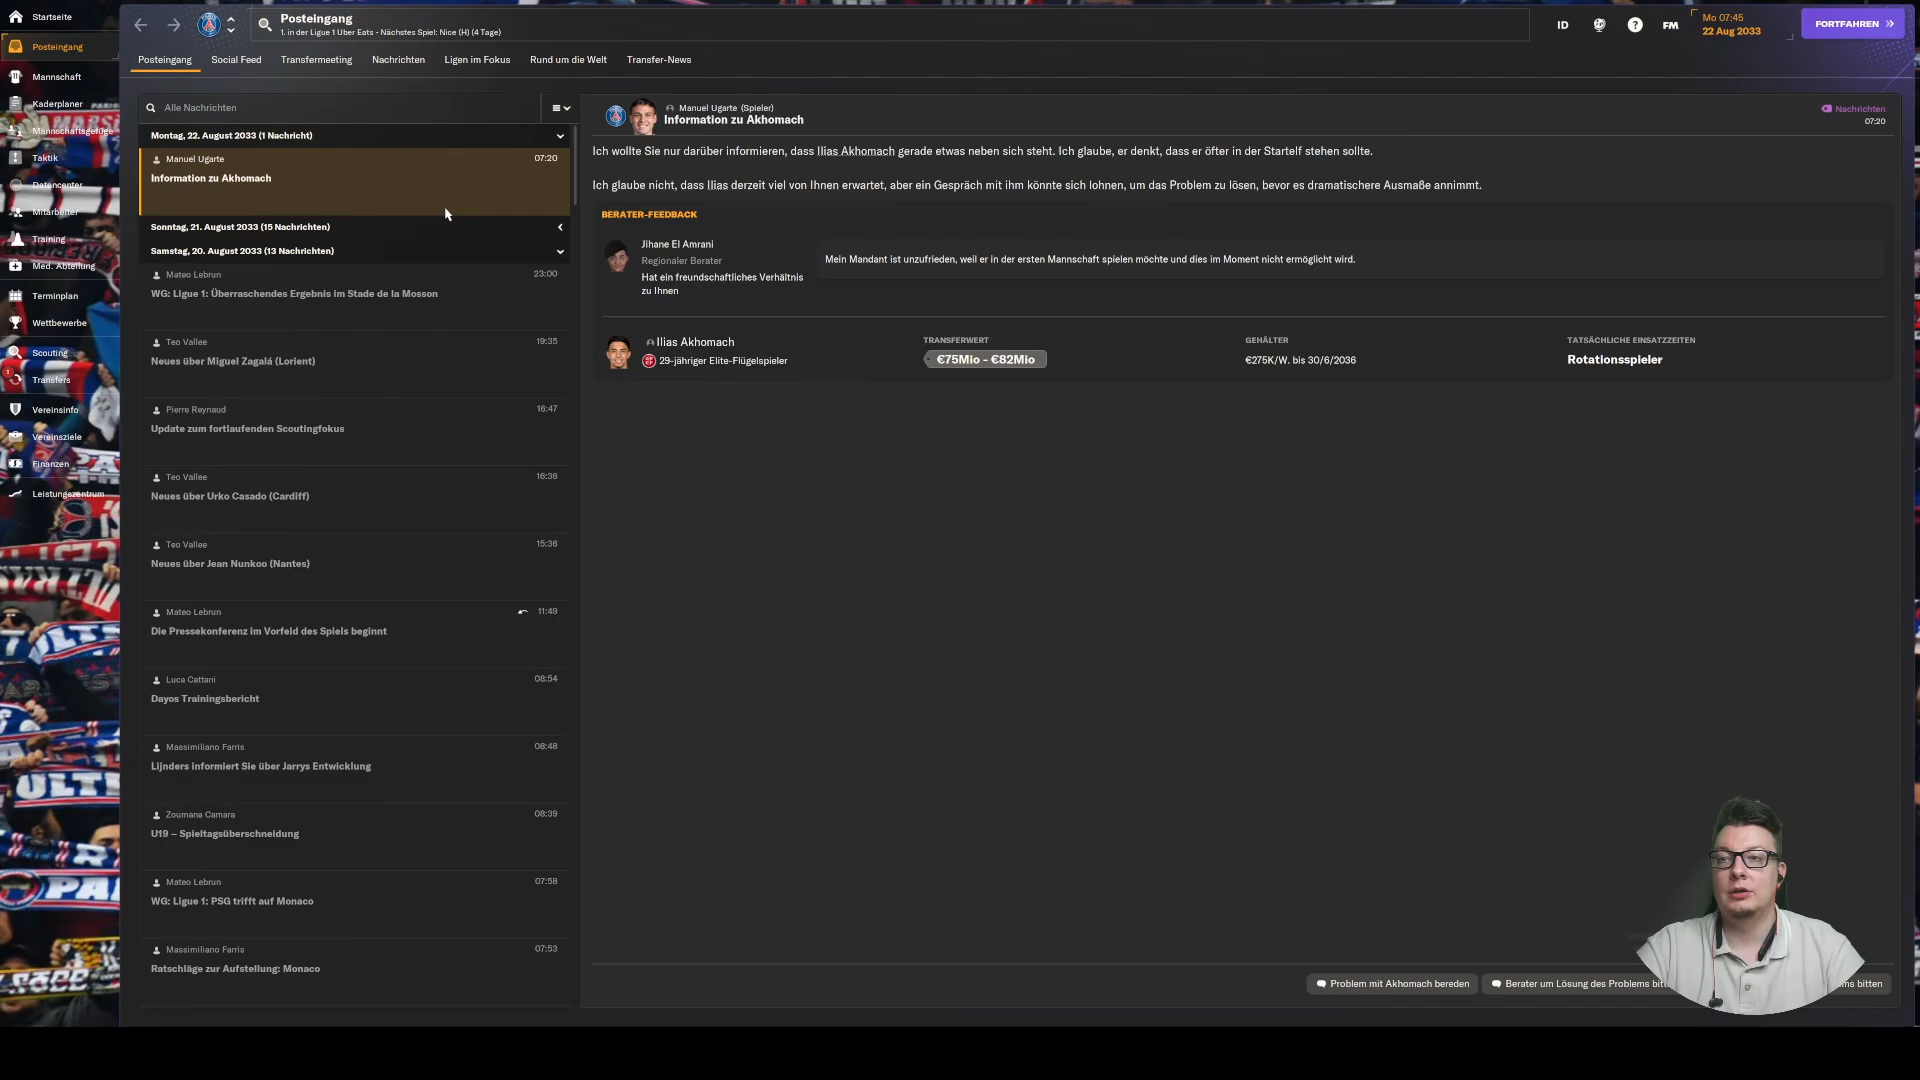 Startseite
Posteingang
Mannschaft
Kaderplaner
Mannschaftsgefüge
Taktik
Datencenter
Mitarbeiter
Training
Med. Abteilung
Terminplan
Wettbewerbe
Scouting
1
Transfers
Vereinsinfo
Vereinsziele
Finanzen
Leistungszentrum
Posteingang
1. in der Ligue 1 Uber Eats - Nächstes Spiel: Nice (H) (4 Tage)
ID
?
FM
Mo 07:45
22 Aug 2033
FORTFAHREN
Posteingang
Social Feed
Transfermeeting
Nachrichten
Ligen im Fokus
Rund um die Welt
Transfer-News
Alle Nachrichten
Montag, 22. August 2033 (1 Nachricht)
Manuel Ugarte 07:20
Information zu Akhomach
Sonntag, 21. August 2033 (15 Nachrichten)
Samstag, 20. August 2033 (13 Nachrichten)
Mateo Lebrun 23:00
WG: Ligue 1: Überraschendes Ergebnis im Stade de la Mosson
Teo Vallee 19:35
Neues über Miguel Zagalá (Lorient)
Pierre Reynaud 16:47
Update zum fortlaufenden Scoutingfokus
Teo Vallee 16:36
Neues über Urko Casado (Cardiff)
Teo Vallee 15:36
Neues über Jean Nunkoo (Nantes)
Mateo Lebrun 11:49
Die Pressekonferenz im Vorfeld des Spiels beginnt
Luca Cattani 08:54
Dayos Trainingsbericht
Massimiliano Farris 08:48
Lijnders informiert Sie über Jarrys Entwicklung
Zoumana Camara 08:39
U19 – Spieltagsüberschneidung
Mateo Lebrun 07:58
WG: Ligue 1: PSG trifft auf Monaco
Massimiliano Farris 07:53
Ratschläge zur Aufstellung: Monaco
Manuel Ugarte (Spieler)
Information zu Akhomach
Nachrichten
07:20
Ich wollte Sie nur darüber informieren, dass Ilias Akhomach gerade etwas neben sich steht. Ich glaube, er denkt, dass er öfter in der Startelf stehen sollte.
Ich glaube nicht, dass Ilias derzeit viel von Ihnen erwartet, aber ein Gespräch mit ihm könnte sich lohnen, um das Problem zu lösen, bevor es dramatischere Ausmaße annimmt.
BERATER-FEEDBACK
Jihane El Amrani
Regionaler Berater
Hat ein freundschaftliches Verhältnis
zu Ihnen
Mein Mandant ist unzufrieden, weil er in der ersten Mannschaft spielen möchte und dies im Moment nicht ermöglicht wird.
Ilias Akhomach
29-jähriger Elite-Flügelspieler
TRANSFERWERT
€75Mio - €82Mio
GEHÄLTER
€275K/W. bis 30/6/2036
TATSÄCHLICHE EINSATZZEITEN
Rotationsspieler
Problem mit Akhomach bereden
Berater um Lösung des Problems bitt
ms bitten